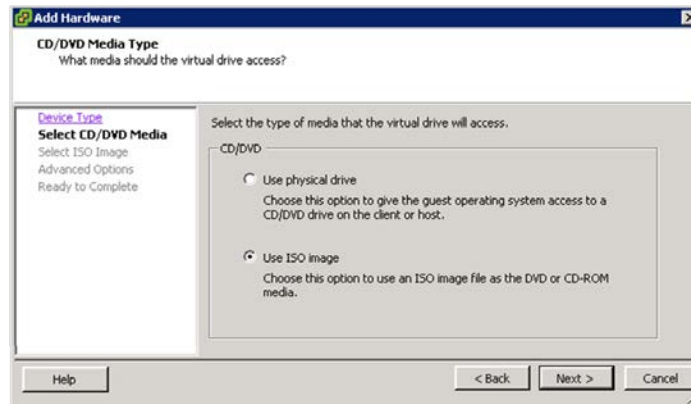 Add Hardware
CD/DVD Media Type
What media should the virtual drive access?
Device Type
Select CD/DVD Media
Select ISO Image
Advanced Options
Ready to Complete
Select the type of media that the virtual drive will access.
CD/DVD
Use physical drive
Choose this option to give the guest operating system access to a
CD/DVD drive on the client or host.
Use ISO image
Choose this option to use an ISO image file as the DVD or CD-ROM
media.
Help
< Back
Next >
Cancel